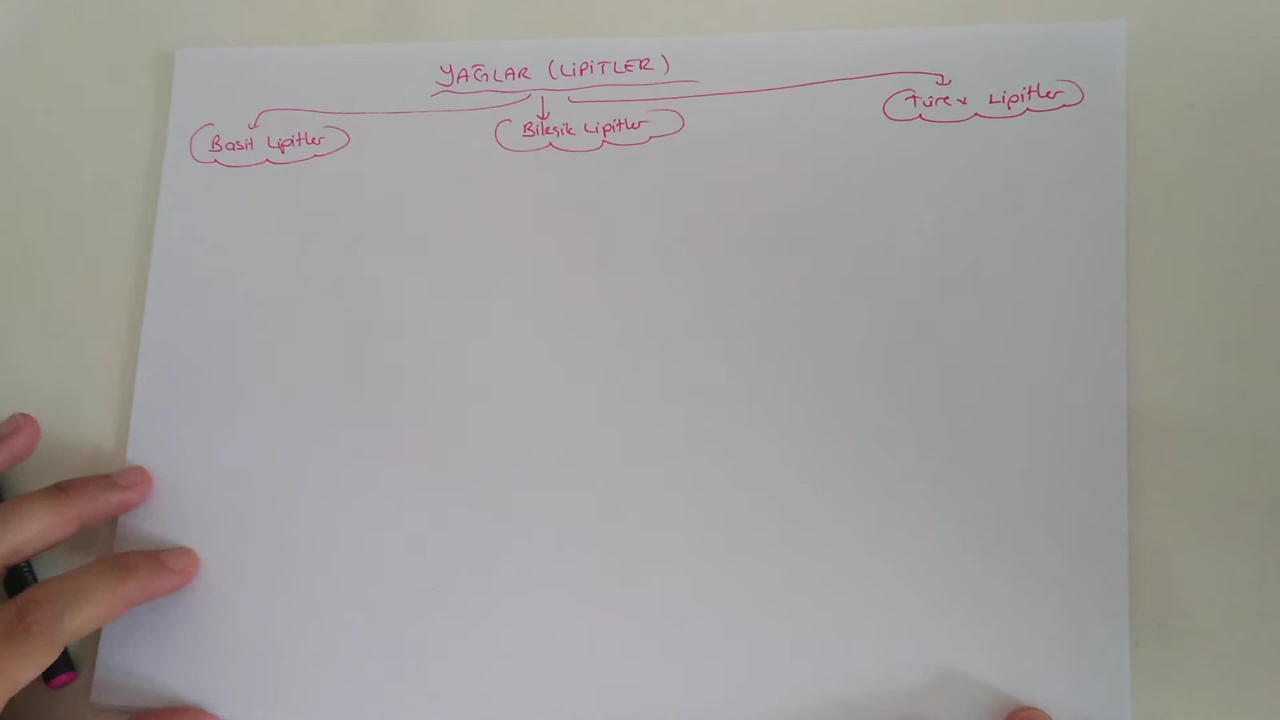 YAĞLAR (LİPİTLER)
Basit Lipitler
Bileşik Lipitler
Türev Lipitler